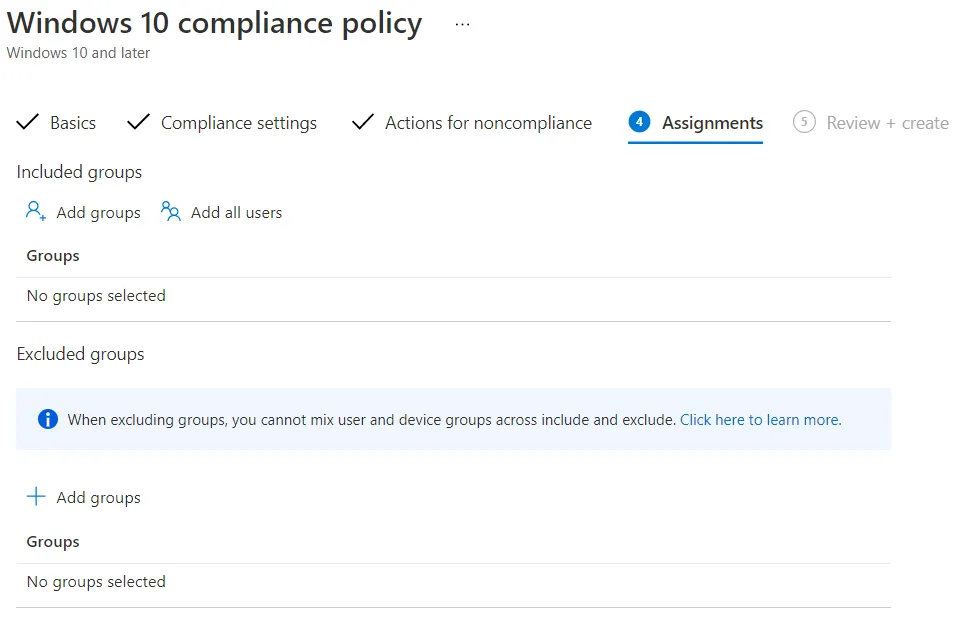 Windows 10 compliance policy ...
Windows 10 and later
Basics Compliance settings Actions for noncompliance 4 Assignments 5 Review + create
Included groups
Add groups Add all users
Groups
No groups selected
Excluded groups
When excluding groups, you cannot mix user and device groups across include and exclude. Click here to learn more.
Add groups
Groups
No groups selected